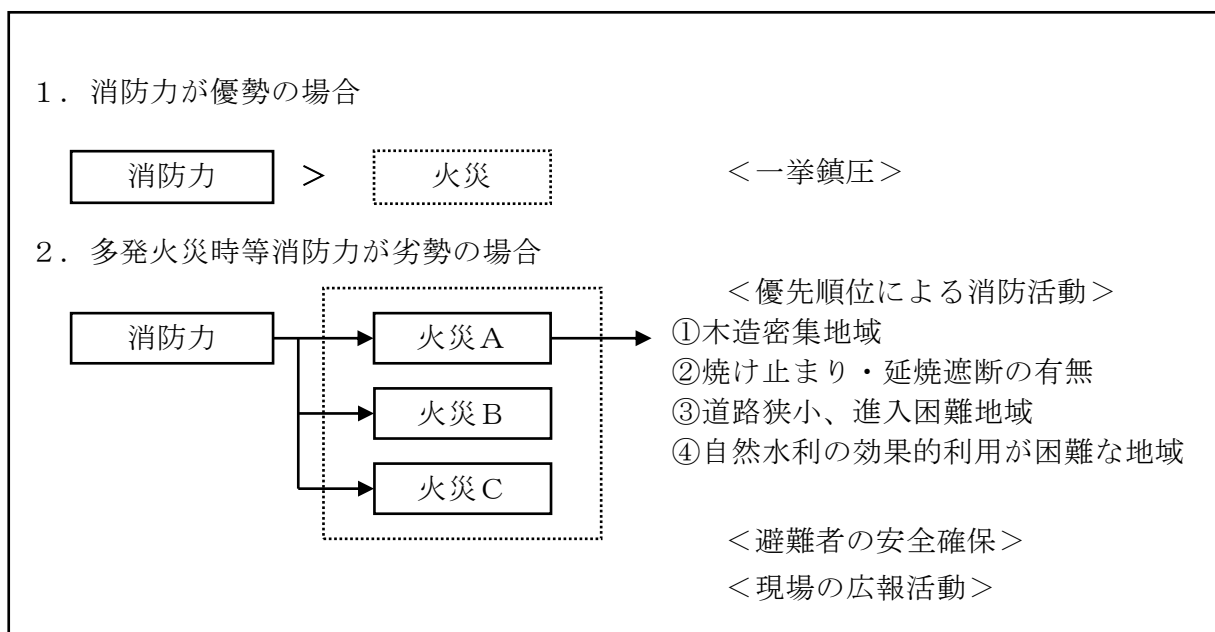 １．消防力が優勢の場合
消防力 ＞ 火災 ＜一挙鎮圧＞
２．多発火災時等消防力が劣勢の場合
＜優先順位による消防活動＞
消防力 火災Ａ ①木造密集地域
②焼け止まり・延焼遮断の有無
火災Ｂ ③道路狭小、進入困難地域
④自然水利の効果的利用が困難な地域
火災Ｃ
＜避難者の安全確保＞
＜現場の広報活動＞